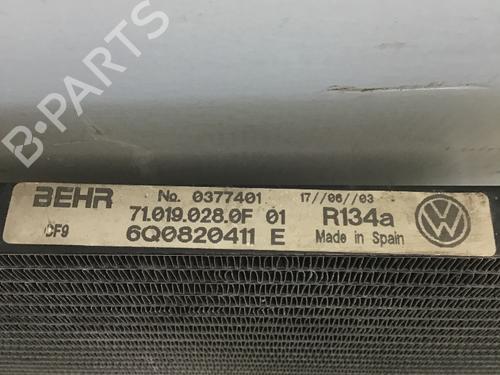 B-PARTS
BEHR No. 0377401 17//06//03
71.019.028.0F 01 R134a
CF9 6Q0820411 E Made in Spain